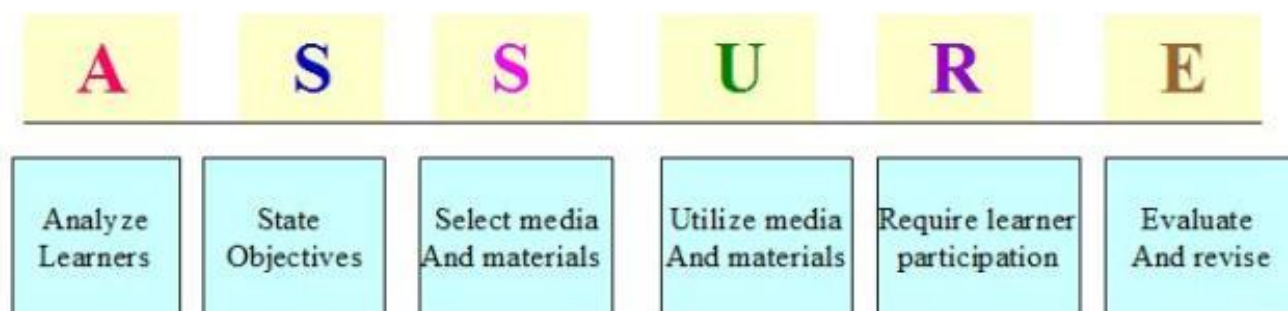 A S S U R E
Analyze
Learners
State
Objectives
Select media
And materials
Utilize media
And materials
Require learner
participation
Evaluate
And revise